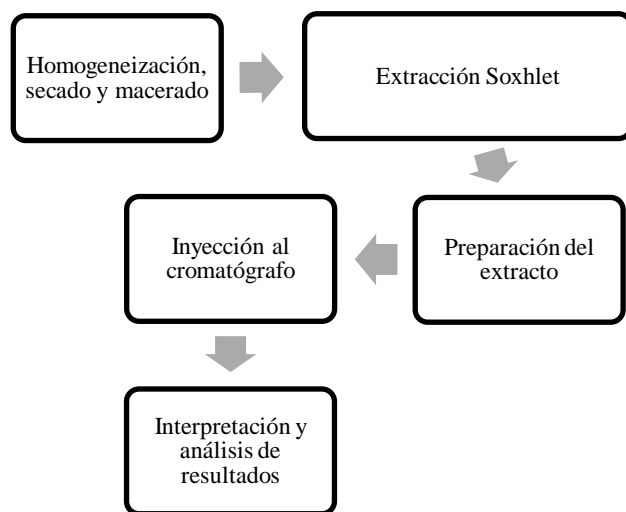 Homogeneización,
secado y macerado
Extracción Soxhlet
Preparación del
extracto
Inyección al
cromatógrafo
Interpretación y
análisis de
resultados